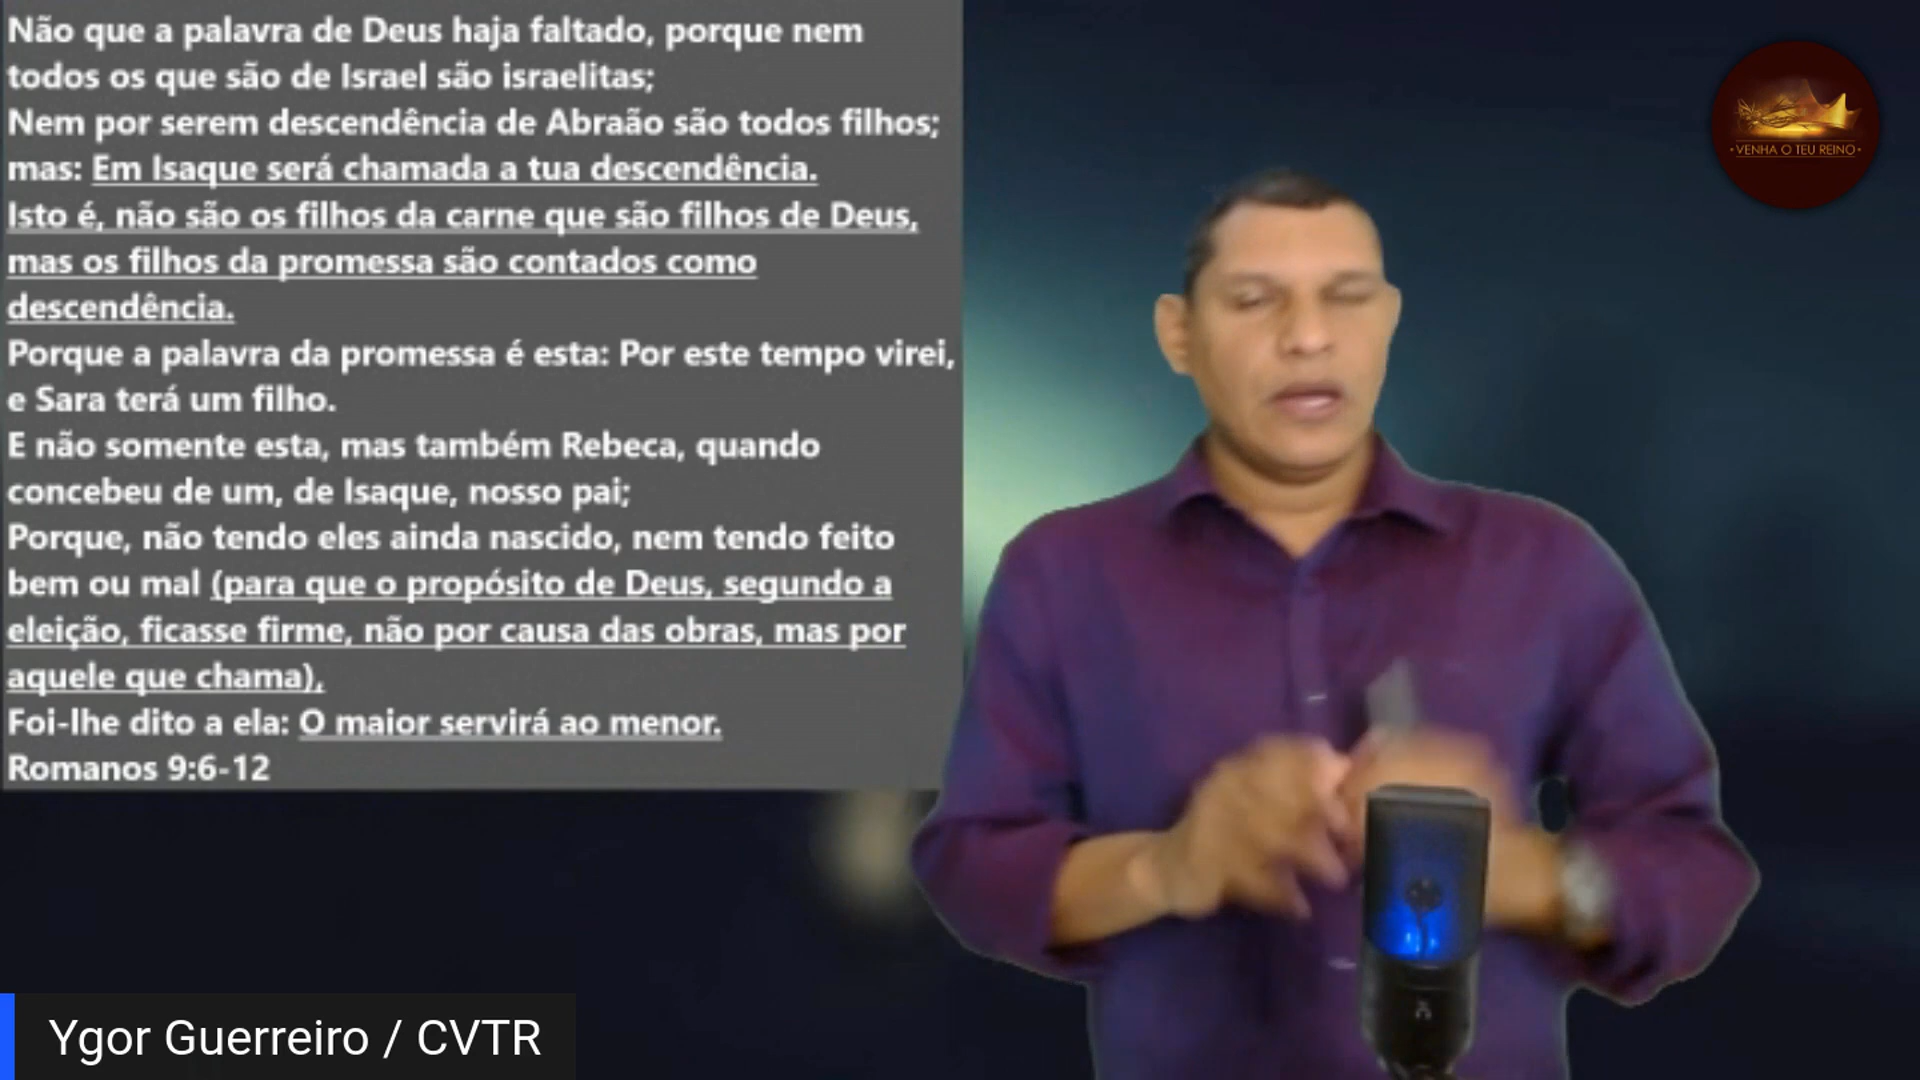 Não que a palavra de Deus haja faltado, porque nem
todos os que são de Israel são israelitas;
Nem por serem descendência de Abraão são todos filhos;
mas: Em Isaque será chamada a tua descendência.
Isto é, não são os filhos da carne que são filhos de Deus,
mas os filhos da promessa são contados como
descendência.
Porque a palavra da promessa é esta: Por este tempo virei,
e Sara terá um filho.
E não somente esta, mas também Rebeca, quando
concebeu de um, de Isaque, nosso pai;
Porque, não tendo eles ainda nascido, nem tendo feito
bem ou mal (para que o propósito de Deus, segundo a
eleição, ficasse firme, não por causa das obras, mas por
aquele que chama),
Foi-lhe dito a ela: O maior servirá ao menor.
Romanos 9:6-12
• VENHA O TEU REINO •
Ygor Guerreiro / CVTR